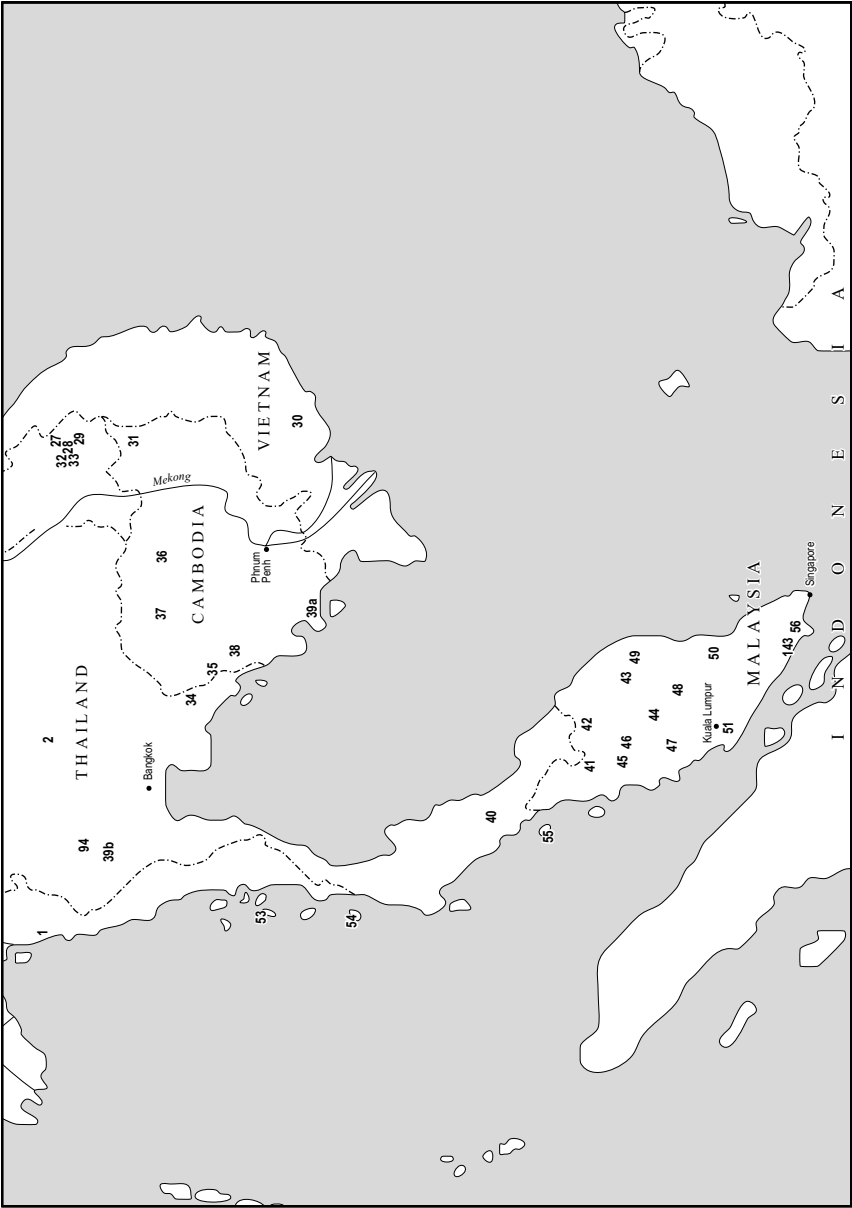 1
2
27
32
28
33
29
94
THAILAND
39b
31
Bangkok
Mekong
37
36
34
CAMBODIA
35
38
Phnum
Penh
53
VIETNAM
30
39a
54
40
55
41
42
45
46
43
49
44
47
48
Kuala Lumpur
50
51
MALAYSIA
143
56
Singapore
INDONESIA